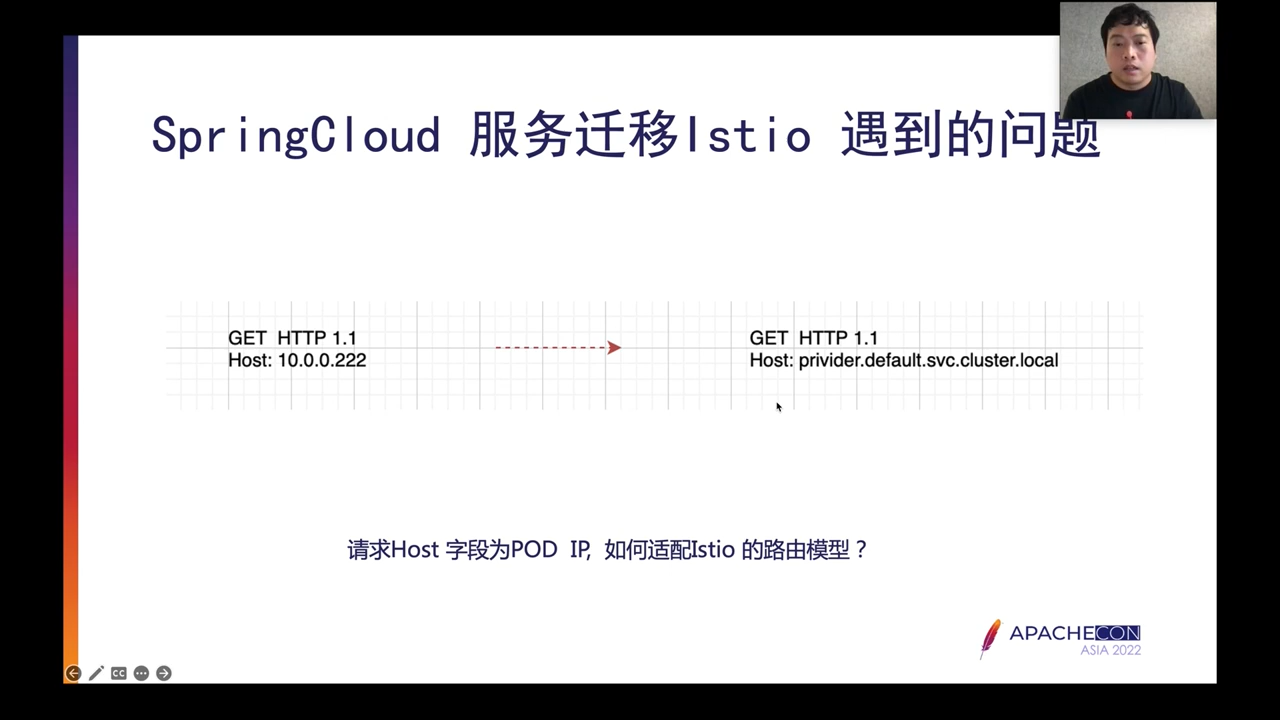 SpringCloud 服务迁移Istio 遇到的问题
GET HTTP 1.1
Host: 10.0.0.222
GET HTTP 1.1
Host: privider.default.svc.cluster.local
请求Host 字段为POD IP, 如何适配Istio 的路由模型？
APACHECON
ASIA 2022
CC